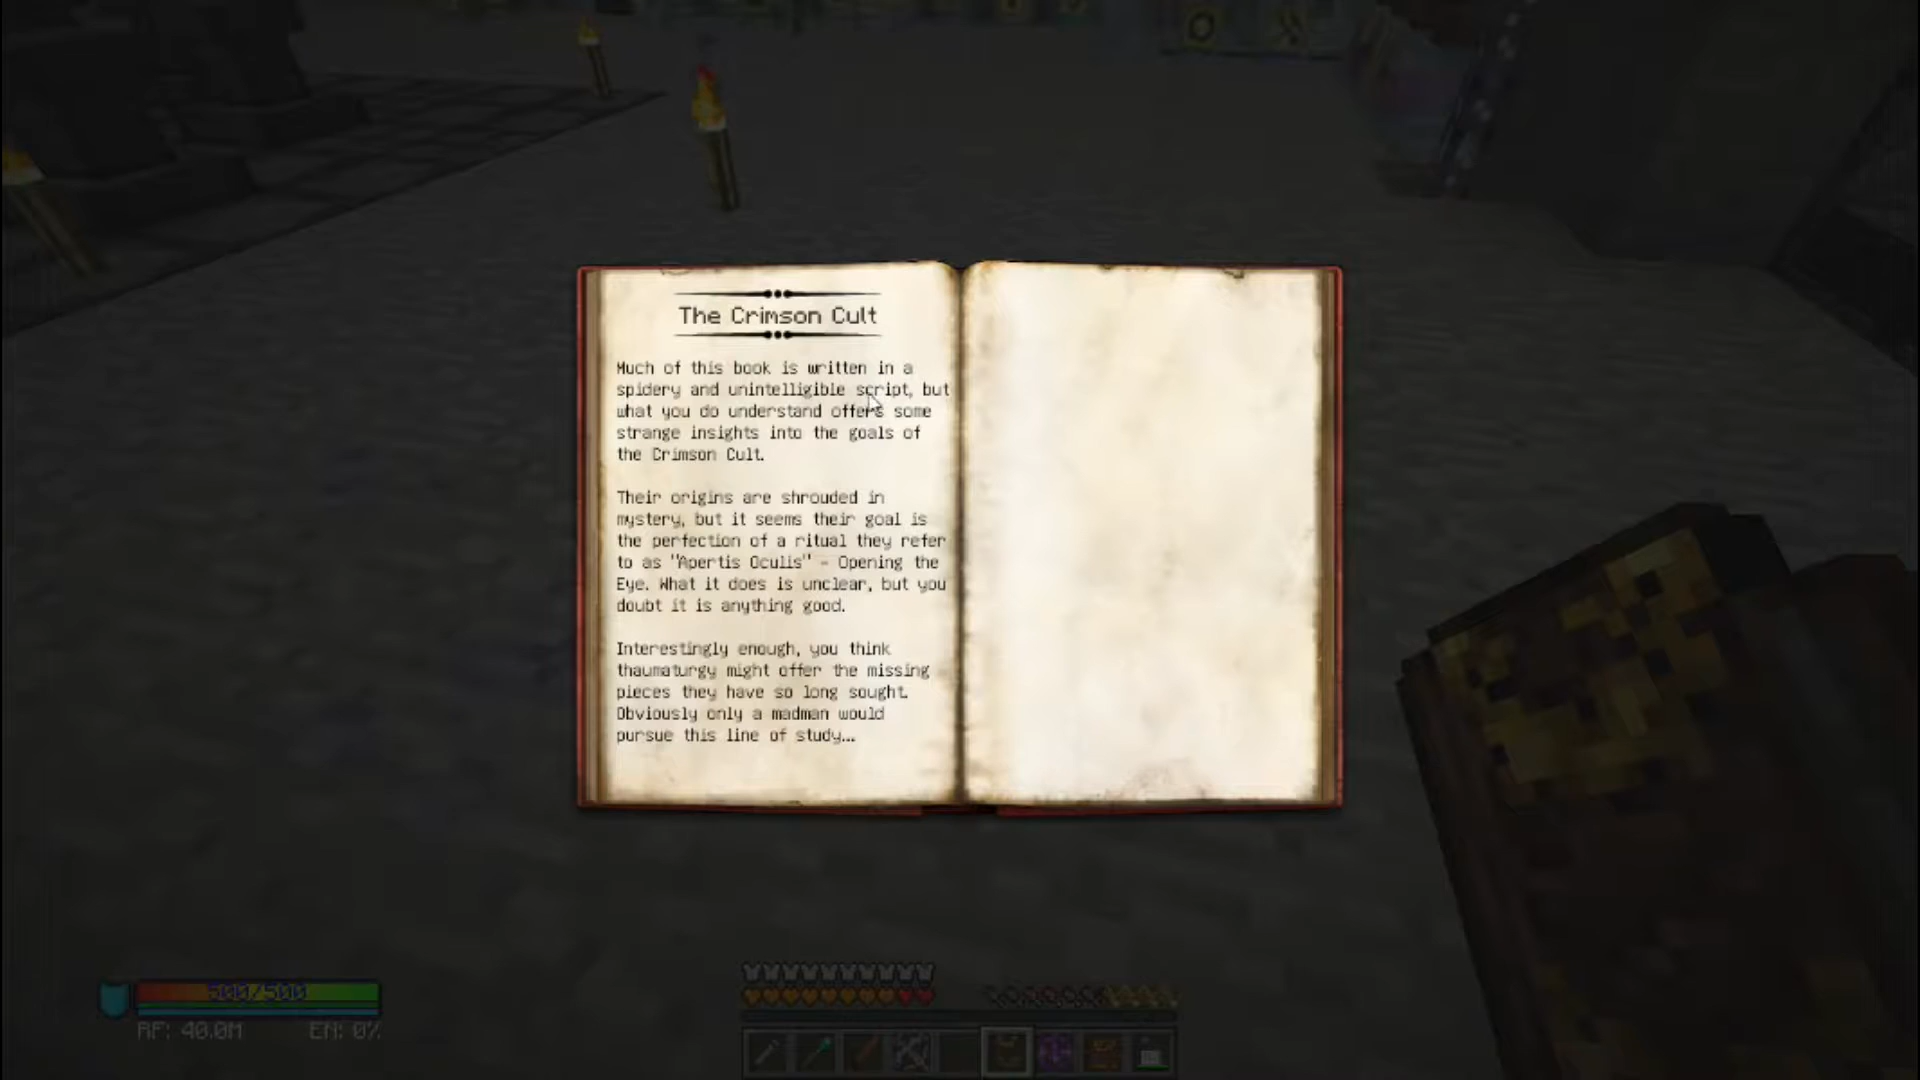 The Crimson Cult
Much of this book is written in a
spidery and unintelligible script, but
what you do understand offers some
strange insights into the goals of
the Crimson Cult.
Their origins are shrouded in
mystery, but it seems their goal is
the perfection of a ritual they refer
to as "Apertis Oculis" - Opening the
Eye. What it does is unclear, but you
doubt it is anything good.
Interestingly enough, you think
thaumaturgy might offer the missing
pieces they have so long sought.
Obviously only a madman would
pursue this line of study...
500/500
RF: 40.0M EN: 0%